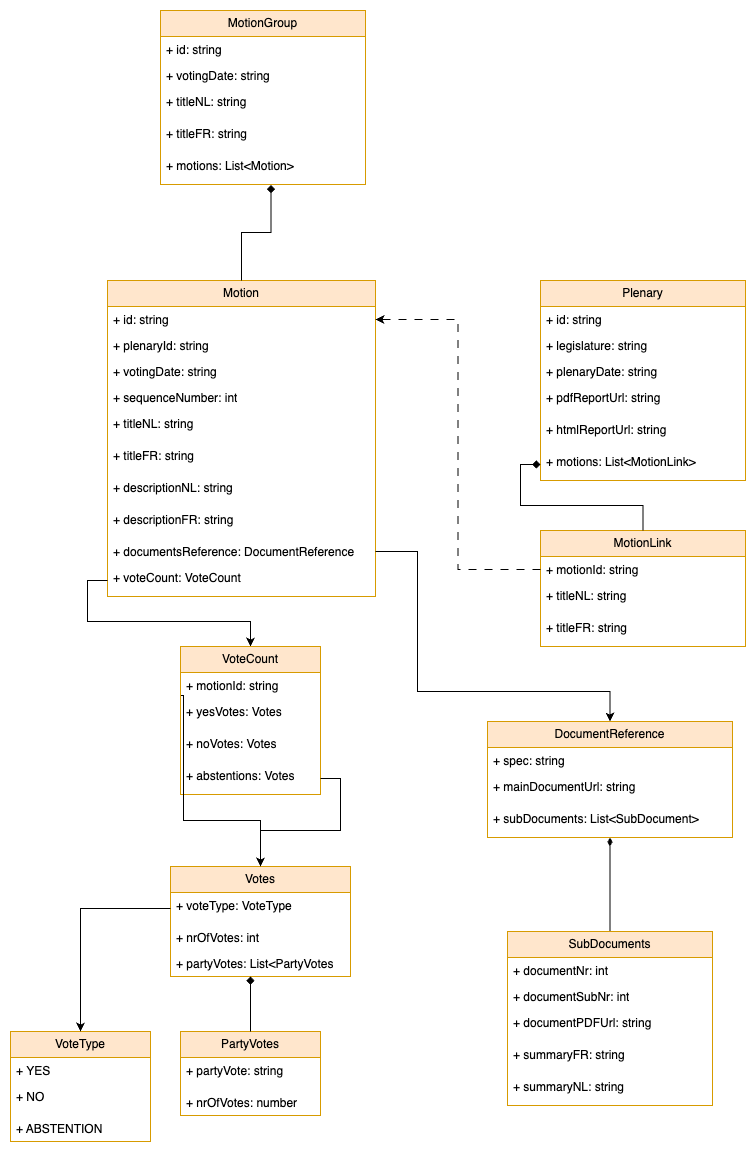 MotionGroup
+ id: string
+ votingDate: string
+ titleNL: string
+ titleFR: string
+ motions: List<Motion>
Motion
+ id: string
+ plenaryId: string
+ votingDate: string
+ sequenceNumber: int
+ titleNL: string
+ titleFR: string
+ descriptionNL: string
+ descriptionFR: string
+ documentsReference: DocumentReference
+ voteCount: VoteCount
Plenary
+ id: string
+ legislature: string
+ plenaryDate: string
+ pdfReportUrl: string
+ htmlReportUrl: string
+ motions: List<MotionLink>
MotionLink
+ motionId: string
+ titleNL: string
+ titleFR: string
VoteCount
+ motionId: string
+ yesVotes: Votes
+ noVotes: Votes
+ abstentions: Votes
DocumentReference
+ spec: string
+ mainDocumentUrl: string
+ subDocuments: List<SubDocument>
Votes
+ voteType: VoteType
+ nrOfVotes: int
+ partyVotes: List<PartyVotes
SubDocuments
+ documentNr: int
+ documentSubNr: int
+ documentPDFUrl: string
+ summaryFR: string
+ summaryNL: string
VoteType
+ YES
+ NO
+ ABSTENTION
PartyVotes
+ partyVote: string
+ nrOfVotes: number